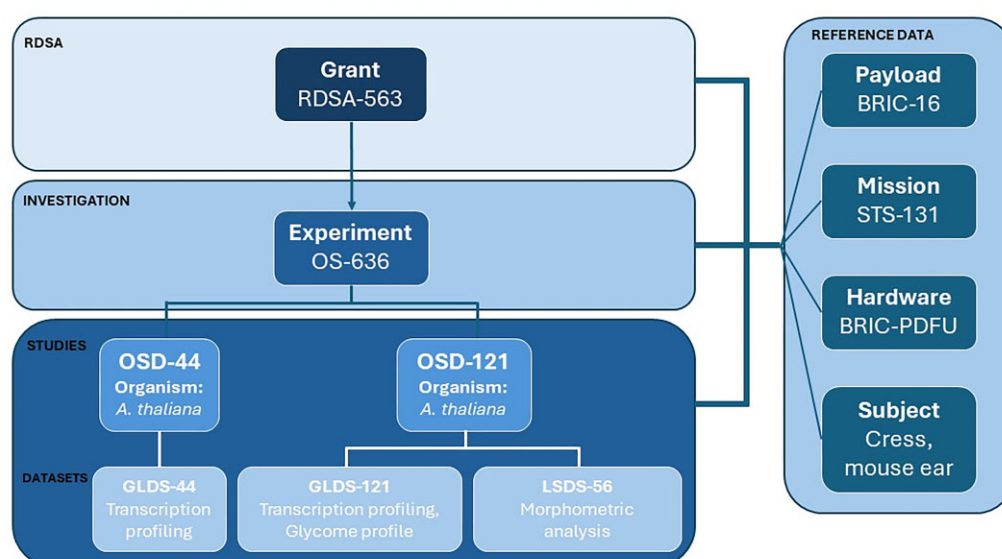 RDSA
Grant
RDSA-563
INVESTIGATION
Experiment
OS-636
STUDIES
OSD-44
Organism:
A. thaliana
OSD-121
Organism:
A. thaliana
DATASETS
GLDS-44
Transcription
profiling
GLDS-121
Transcription profiling,
Glycome profile
LSDS-56
Morphometric
analysis
REFERENCE DATA
Payload
BRIC-16
Mission
STS-131
Hardware
BRIC-PDFU
Subject
Cress,
mouse ear